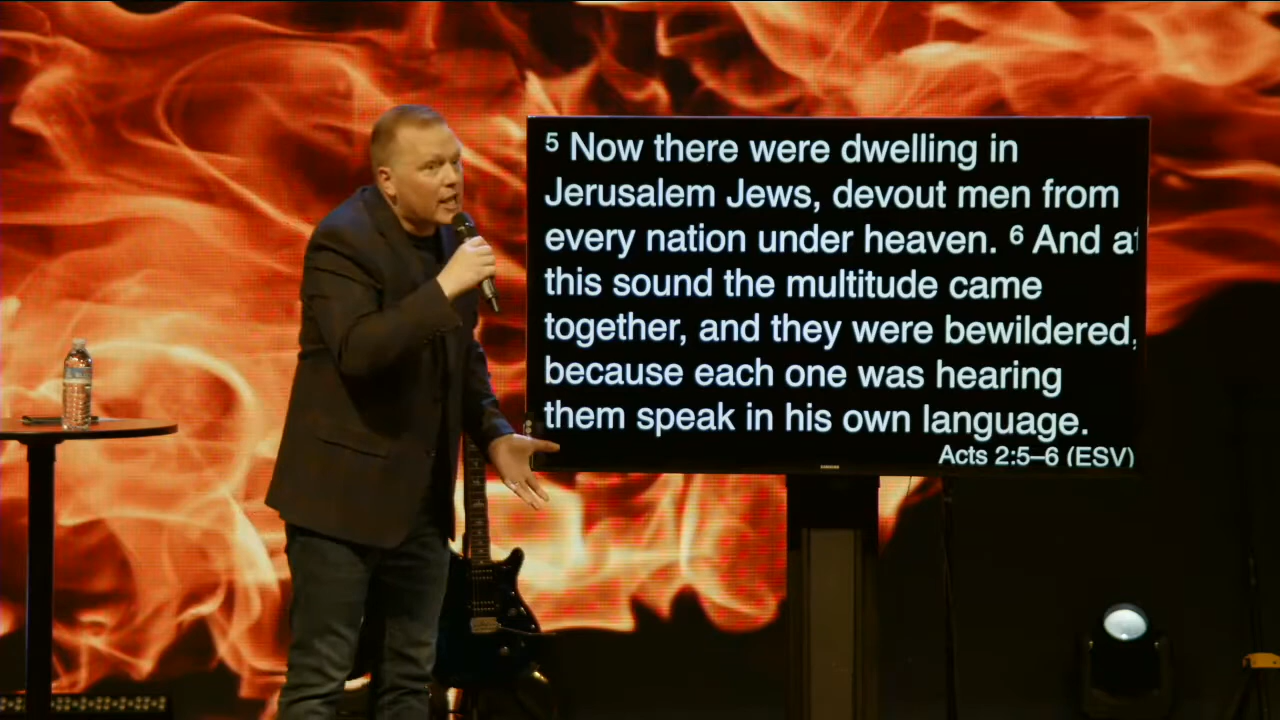 5 Now there were dwelling in
Jerusalem Jews, devout men from
every nation under heaven. 6 And at
this sound the multitude came
together, and they were bewildered,
because each one was hearing
them speak in his own language.
Acts 2:5–6 (ESV)